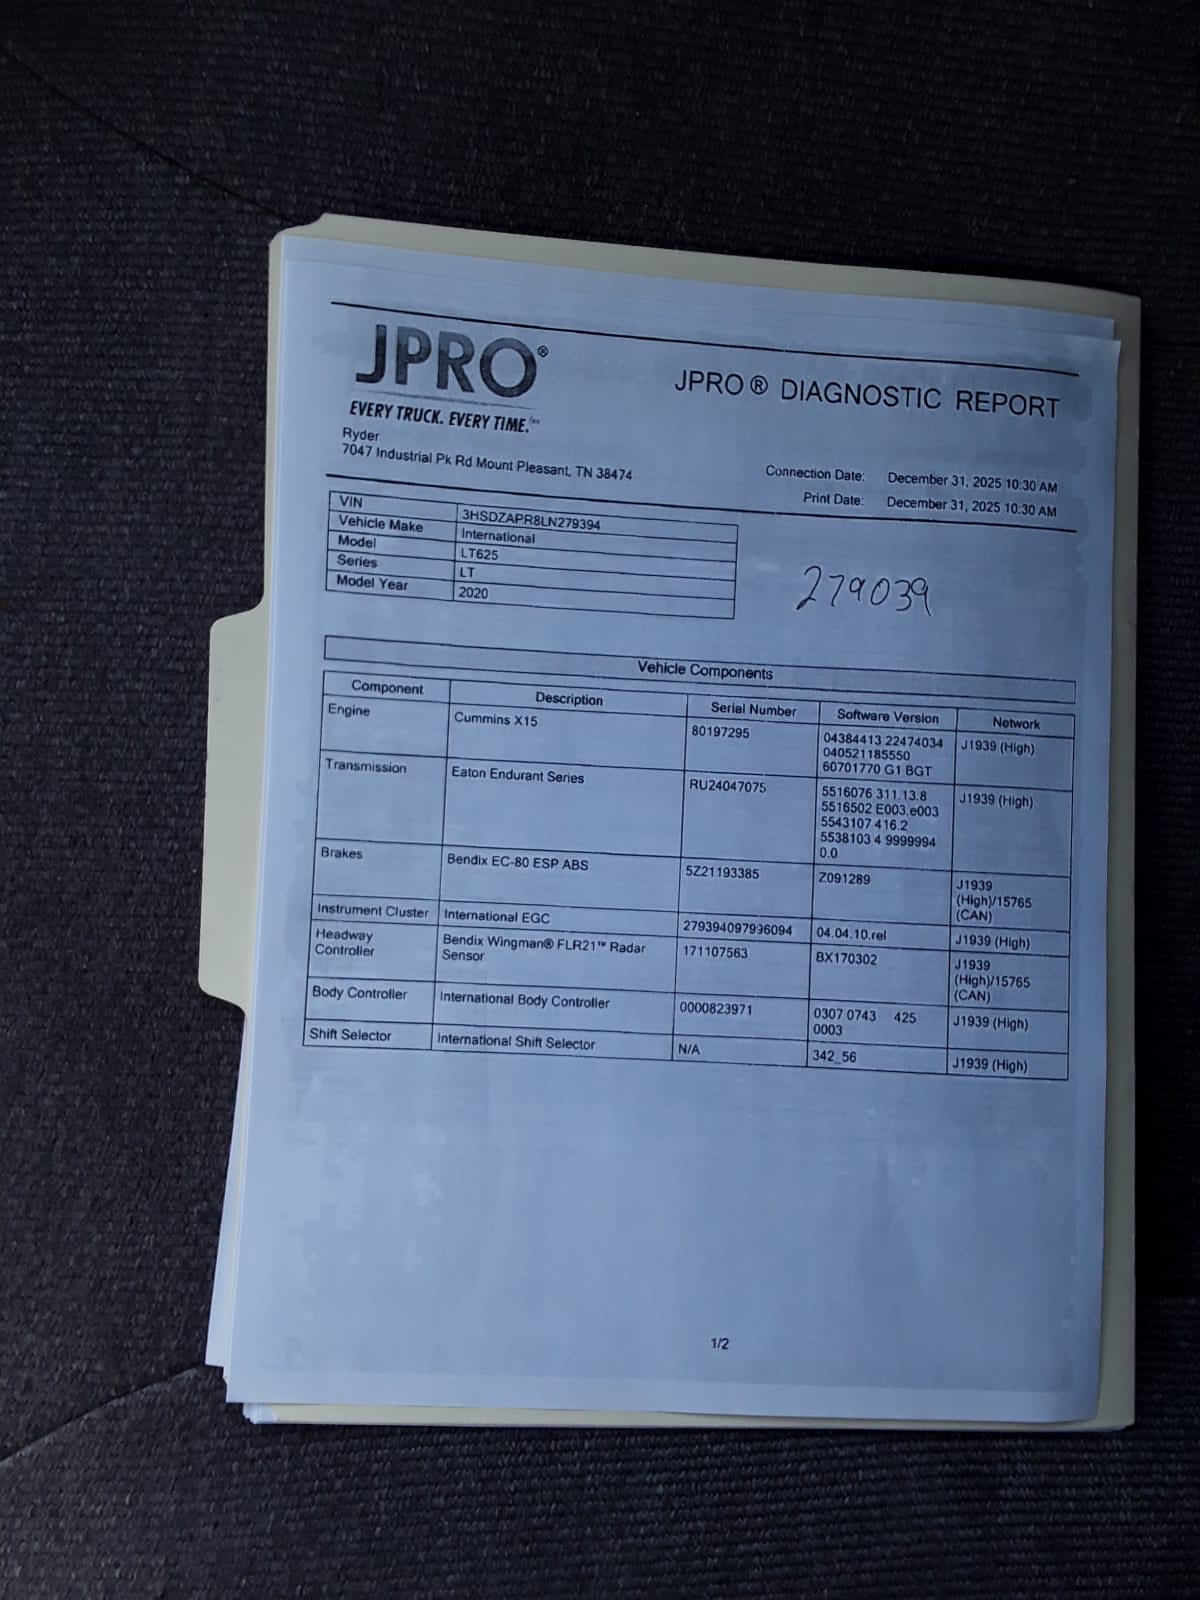 JPRO®
JPRO® DIAGNOSTIC REPORT
EVERY TRUCK. EVERY TIME.
Ryder
7047 Industrial Pk Rd Mount Pleasant, TN 38474
Connection Date: December 31, 2025 10:30 AM
Print Date: December 31, 2025 10:30 AM
VIN 3HSDZAPR8LN279394
Vehicle Make International
Model LT625
Series LT
Model Year 2020
279039
Vehicle Components
Component Description Serial Number Software Version Network
Engine Cummins X15 80197295 04384413 22474034 J1939 (High)
040521185550
60701770 G1 BGT
Transmission Eaton Endurant Series RU24047075 5516076 311.13.8 J1939 (High)
5516502 E003.e003
5543107 416.2
5538103 4 9999994
0.0
Brakes Bendix EC-80 ESP ABS 5Z21193385 Z091289 J1939
(High)/15765
(CAN)
Instrument Cluster International EGC 279394097996094 04.04.10.rel J1939 (High)
Headway Bendix Wingman® FLR21™ Radar 171107563 BX170302 J1939
Controller Sensor (High)/15765
(CAN)
Body Controller International Body Controller 0000823971 0307 0743 425 J1939 (High)
0003
Shift Selector International Shift Selector N/A 342_56 J1939 (High)
1/2